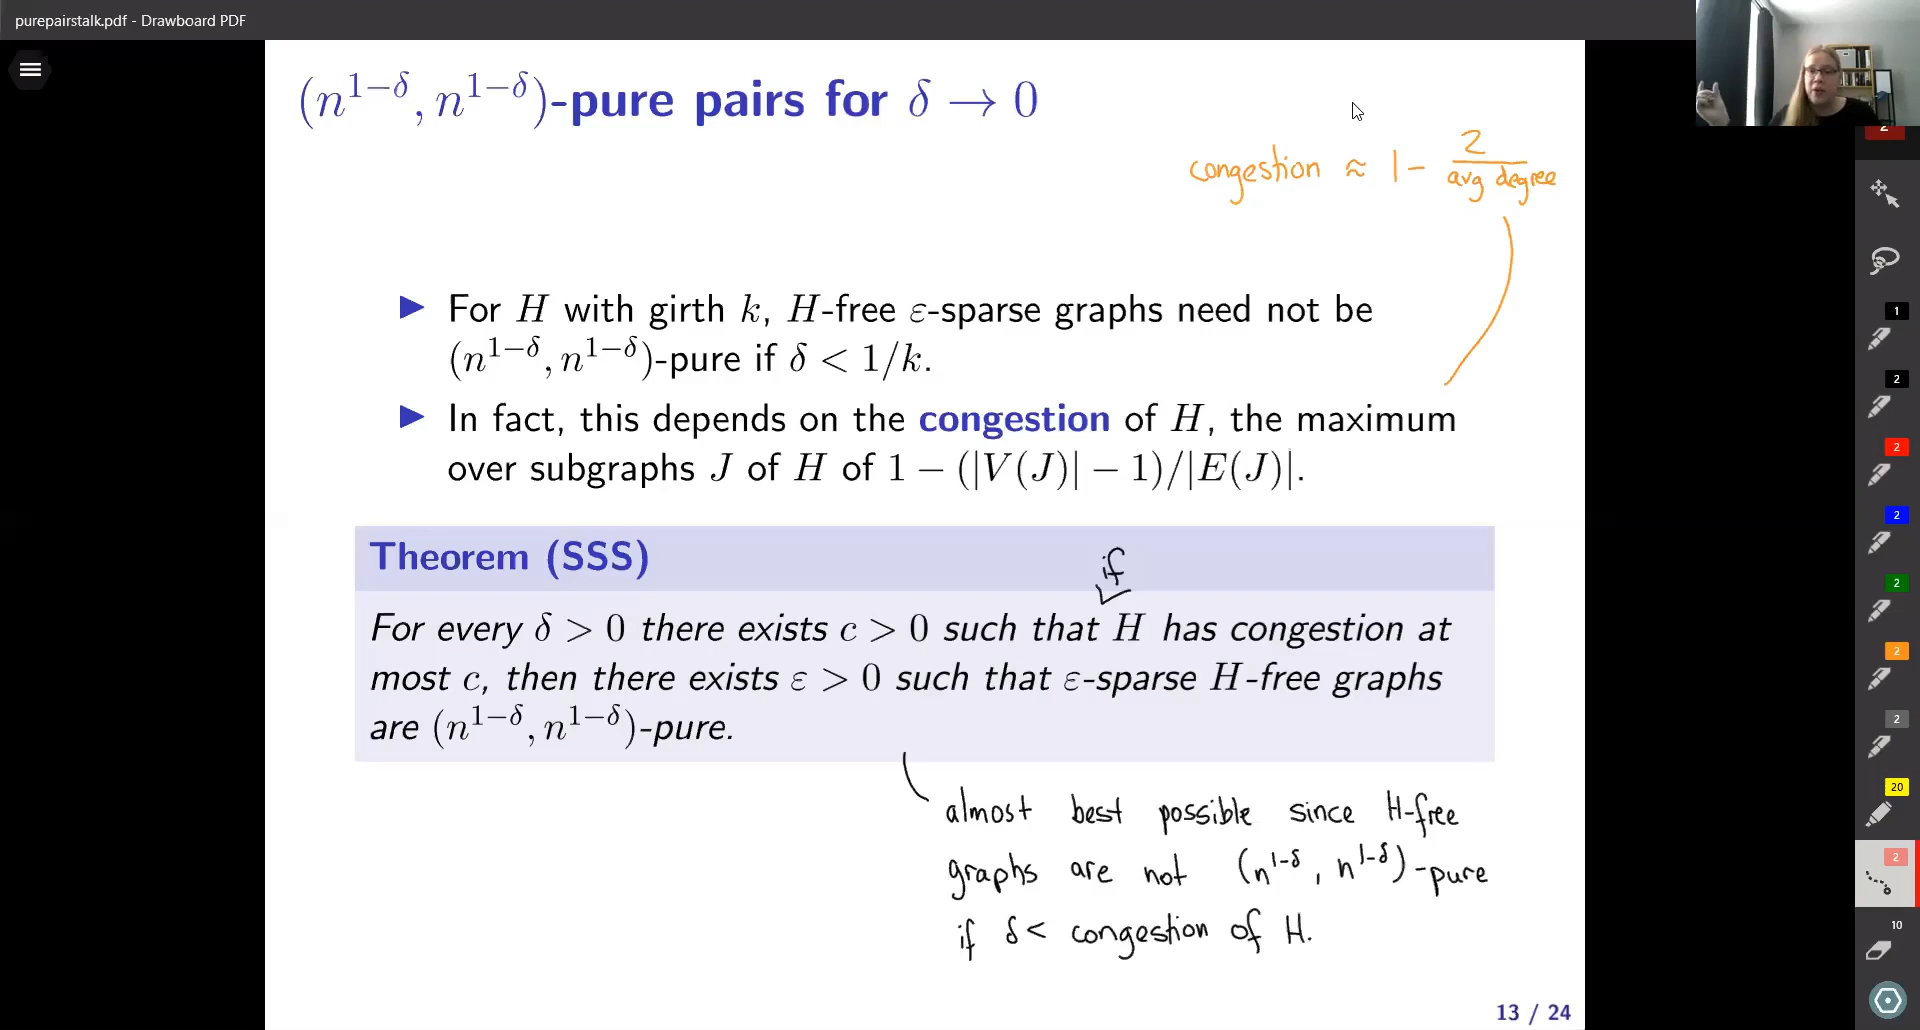 purepairstalk.pdf - Drawboard PDF
(n^{1−δ}, n^{1−δ})-pure pairs for δ → 0
congestion ≈ 1 - 2 / avg degree
▶ For H with girth k, H-free ε-sparse graphs need not be
(n^{1−δ}, n^{1−δ})-pure if δ < 1/k.
▶ In fact, this depends on the congestion of H, the maximum
over subgraphs J of H of 1 − (|V(J)| − 1)/|E(J)|.
Theorem (SSS)
if
For every δ > 0 there exists c > 0 such that H has congestion at
most c, then there exists ε > 0 such that ε-sparse H-free graphs
are (n^{1−δ}, n^{1−δ})-pure.
almost best possible since H-free
graphs are not (n^{1-δ}, n^{1-δ})-pure
if δ < congestion of H.
13 / 24
2
1
2
2
2
2
2
2
20
2
10